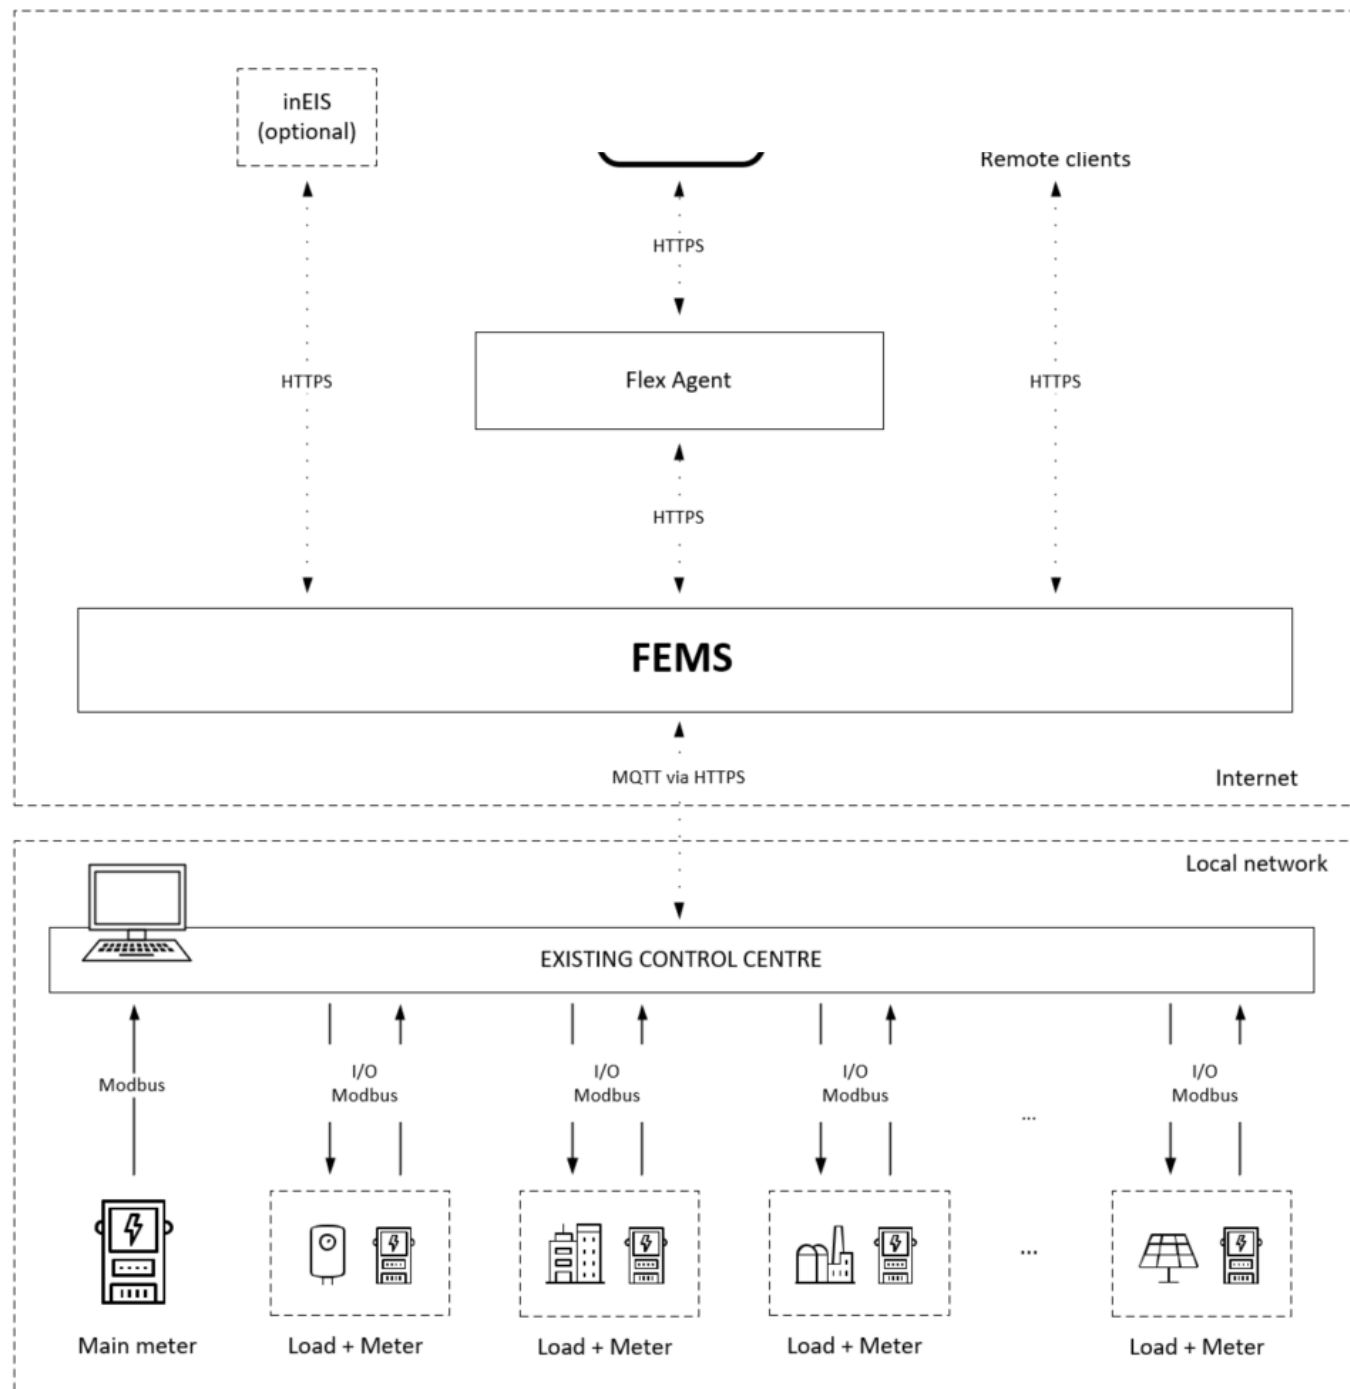 inEIS
(optional)
Remote clients
HTTPS
HTTPS
Flex Agent
HTTPS
HTTPS
FEMS
MQTT via HTTPS
Internet
Local network
EXISTING CONTROL CENTRE
Modbus
I/O
Modbus
I/O
Modbus
I/O
Modbus
...
I/O
Modbus
...
Main meter
Load + Meter
Load + Meter
Load + Meter
Load + Meter